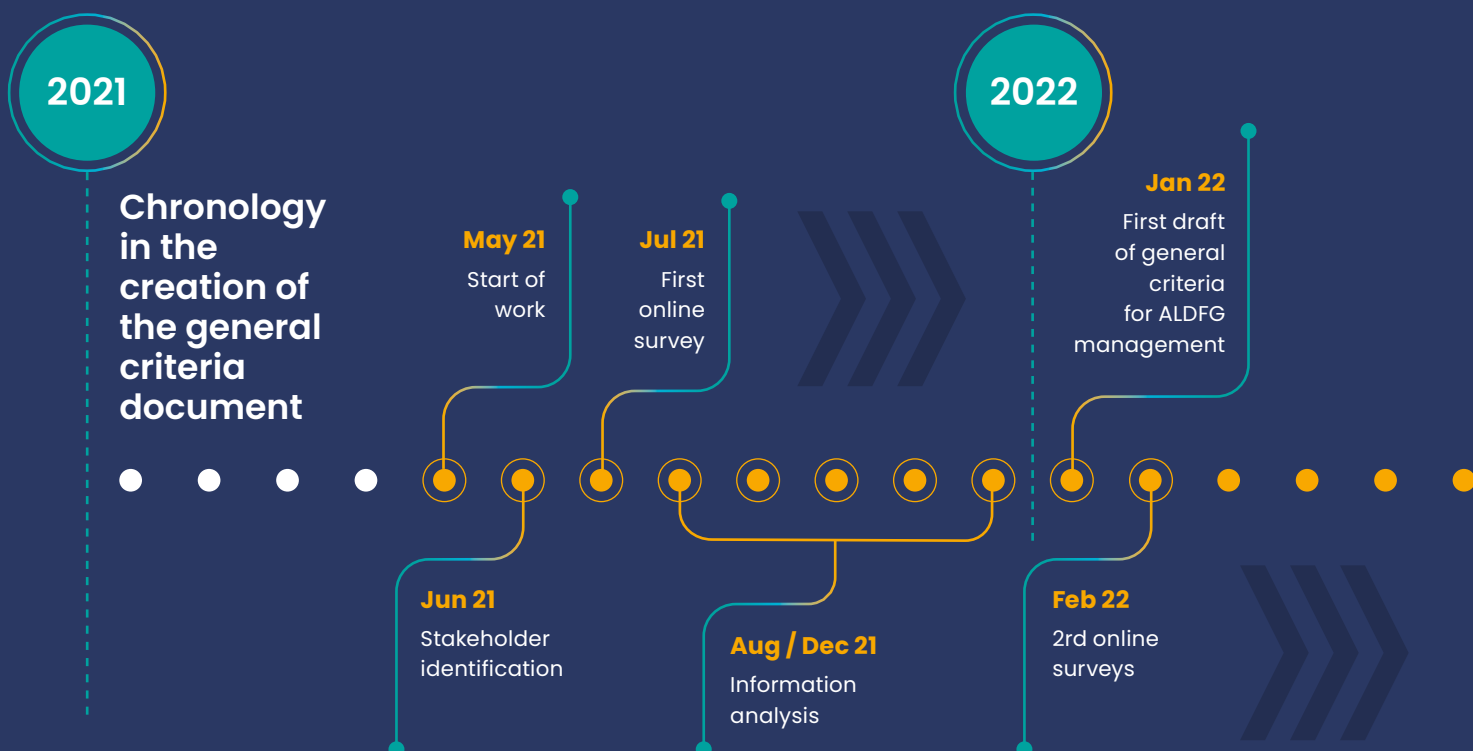 2021
2022
Chronology
in the
creation of
the general
criteria
document
May 21
Start of
work
Jul 21
First
online
survey
Jan 22
First draft
of general
criteria
for ALDFG
management
Jun 21
Stakeholder
identification
Aug / Dec 21
Information
analysis
Feb 22
2rd online
surveys